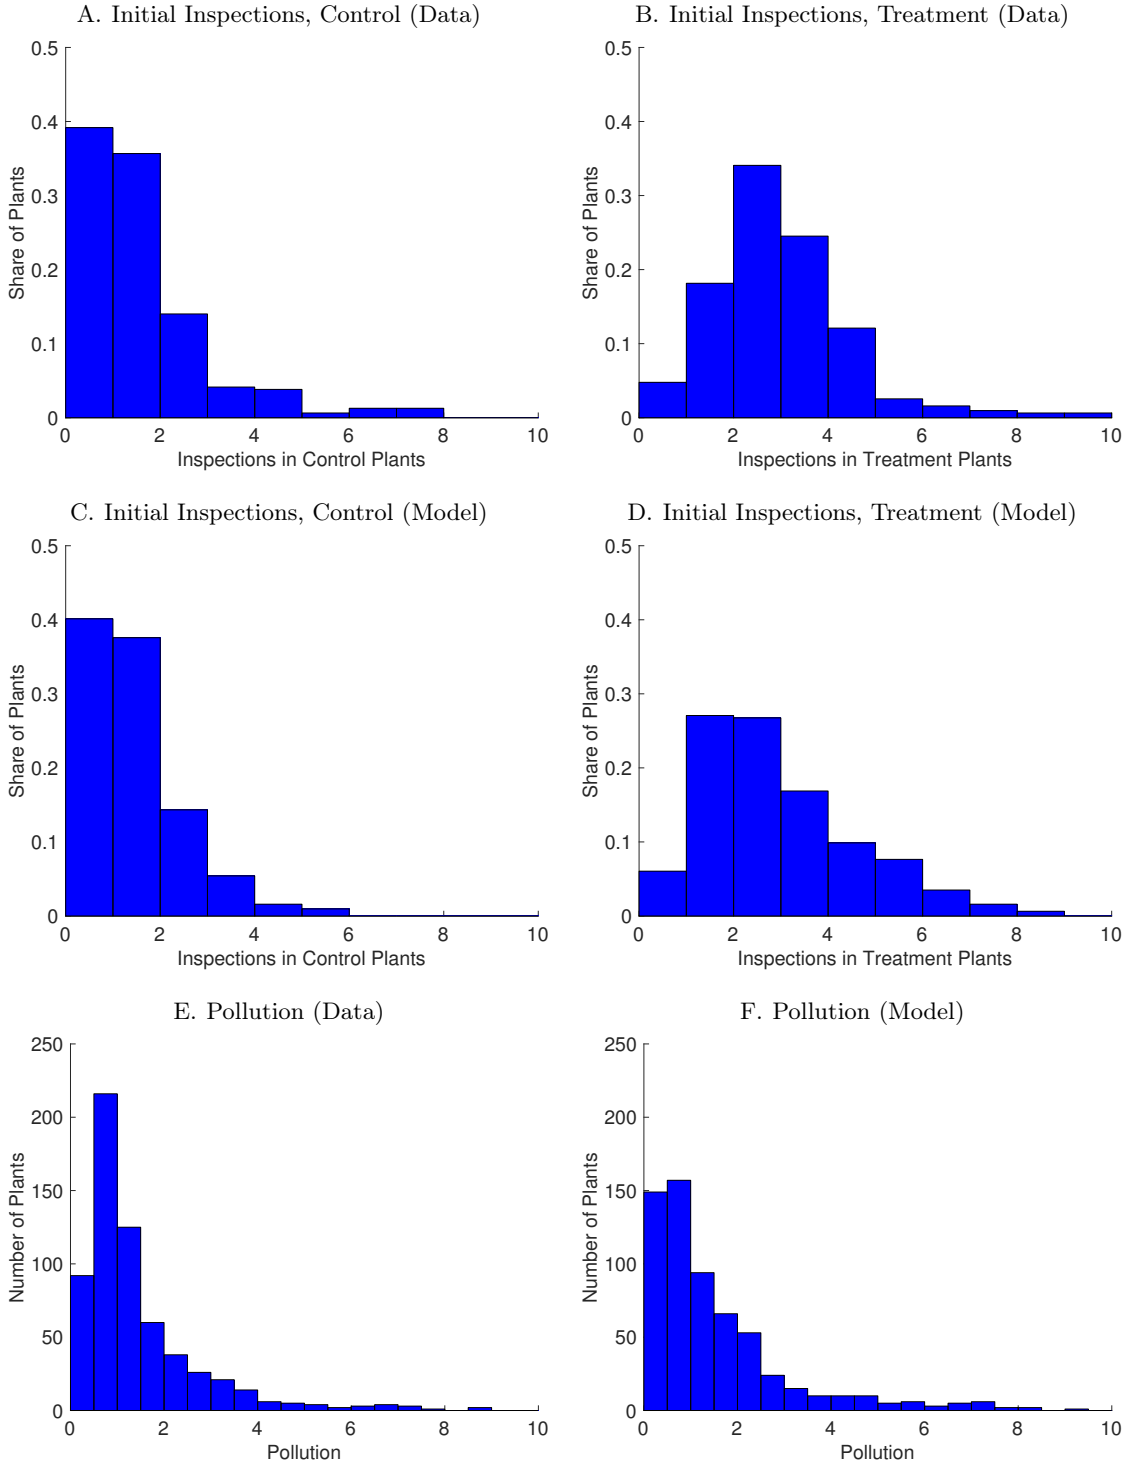 A. Initial Inspections, Control (Data)
0.5
0.4
0.3
0.2
0.1
0
Share of Plants
0 2 4 6 8 10
Inspections in Control Plants
B. Initial Inspections, Treatment (Data)
0.5
0.4
0.3
0.2
0.1
0
Share of Plants
0 2 4 6 8 10
Inspections in Treatment Plants
C. Initial Inspections, Control (Model)
0.5
0.4
0.3
0.2
0.1
0
Share of Plants
0 2 4 6 8 10
Inspections in Control Plants
D. Initial Inspections, Treatment (Model)
0.5
0.4
0.3
0.2
0.1
0
Share of Plants
0 2 4 6 8 10
Inspections in Treatment Plants
E. Pollution (Data)
250
200
150
100
50
0
Number of Plants
0 2 4 6 8 10
Pollution
F. Pollution (Model)
250
200
150
100
50
0
Number of Plants
0 2 4 6 8 10
Pollution